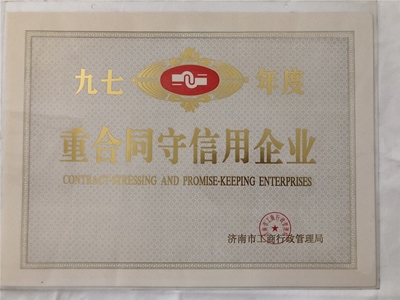 九七 年度
重合同守信用企业
CONTRACT-STRESSING AND PROMISE-KEEPING ENTERPRISES
济南市工商行政管理局